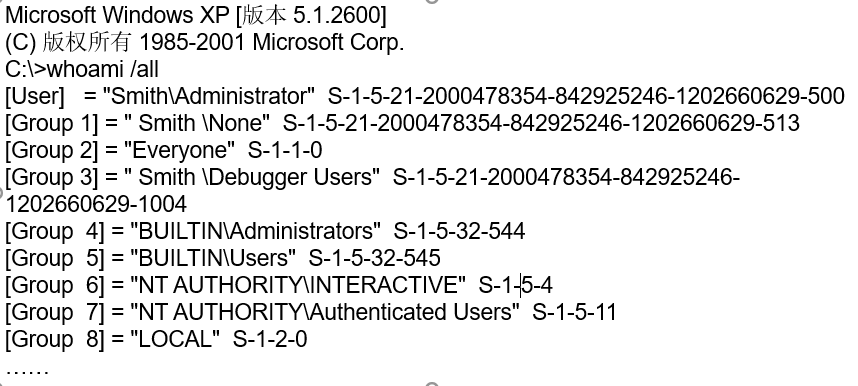 Microsoft Windows XP [版本 5.1.2600]
(C) 版权所有 1985-2001 Microsoft Corp.
C:\>whoami /all
[User]   = "Smith\Administrator"  S-1-5-21-2000478354-842925246-1202660629-500
[Group 1] = " Smith \None"  S-1-5-21-2000478354-842925246-1202660629-513
[Group 2] = "Everyone"  S-1-1-0
[Group 3] = " Smith \Debugger Users"  S-1-5-21-2000478354-842925246-
1202660629-1004
[Group  4] = "BUILTIN\Administrators"  S-1-5-32-544
[Group  5] = "BUILTIN\Users"  S-1-5-32-545
[Group  6] = "NT AUTHORITY\INTERACTIVE"  S-1-5-4
[Group  7] = "NT AUTHORITY\Authenticated Users"  S-1-5-11
[Group  8] = "LOCAL"  S-1-2-0
……